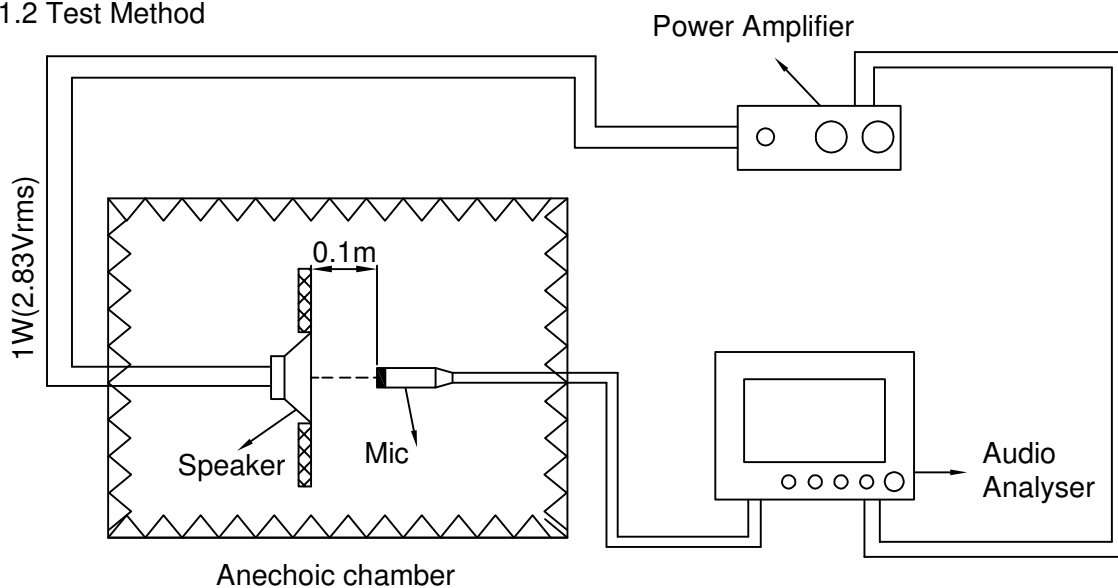 1.2 Test Method
Power Amplifier
1W(2.83Vrms)
0.1m
Speaker
Mic
Audio
Analyser
Anechoic chamber